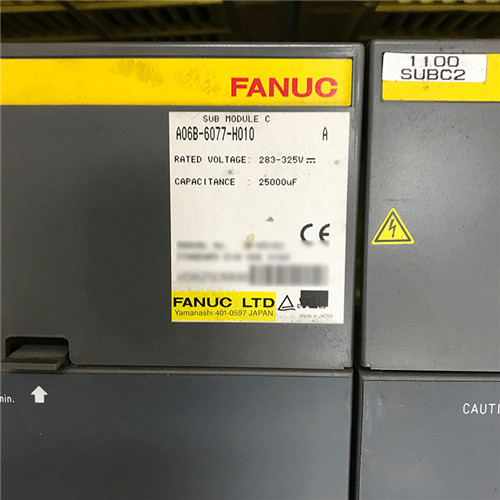 FANUC
1100
SUBC2
SUB MODULE C
A06B-6077-H010 A
RATED VOLTAGE: 283-325V⎓
CAPACITANCE : 25000uF
CE
FANUC LTD
Yamanashi 401-0597 JAPAN
min.
CAUTI